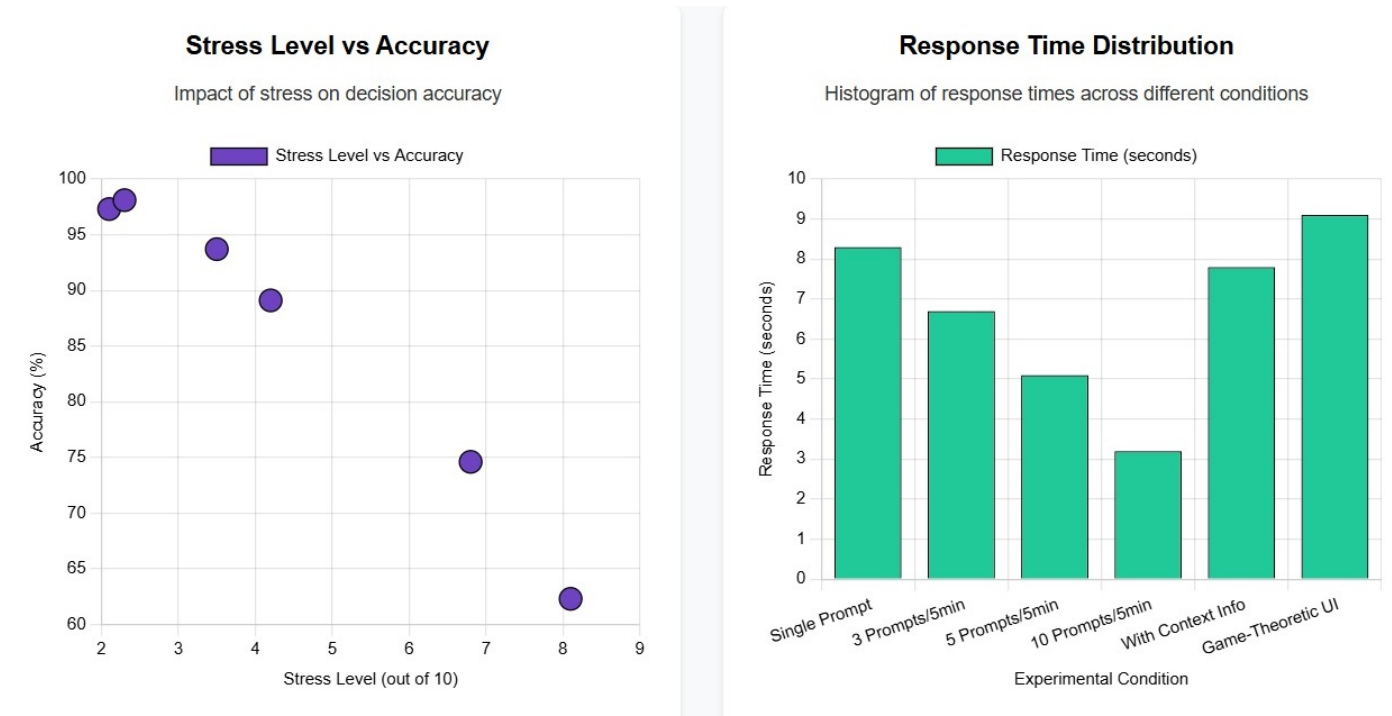 Stress Level vs Accuracy
Impact of stress on decision accuracy
Stress Level vs Accuracy
100
95
90
85
80
75
70
65
60
Accuracy (%)
2 3 4 5 6 7 8 9
Stress Level (out of 10)
Response Time Distribution
Histogram of response times across different conditions
Response Time (seconds)
10
9
8
7
6
5
4
3
2
1
0
Response Time (seconds)
Single Prompt
3 Prompts/5min
5 Prompts/5min
10 Prompts/5min
With Context Info
Game-Theoretic UI
Experimental Condition